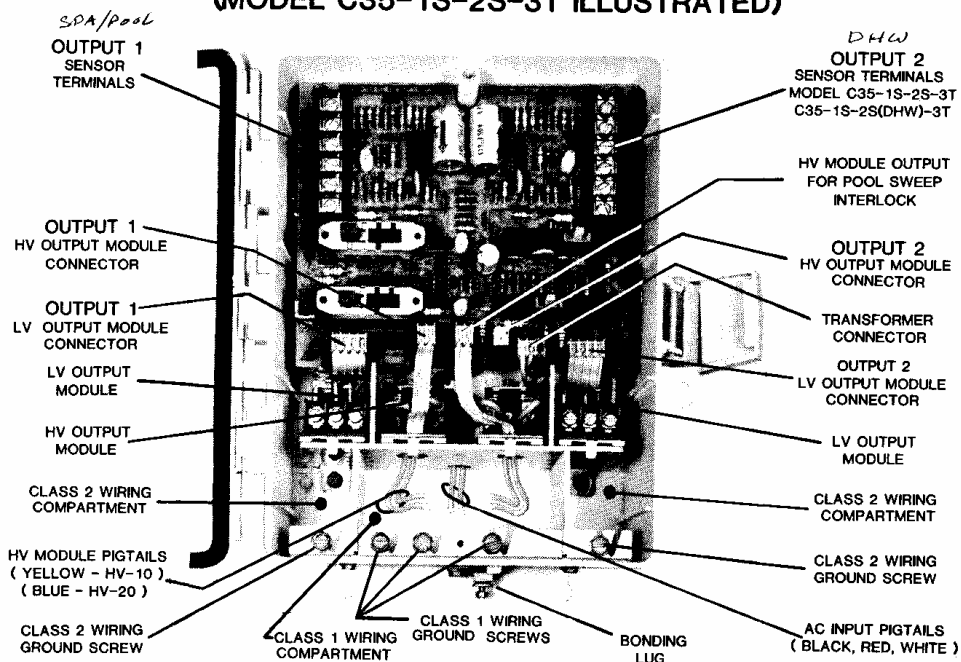 (MODEL C35-1S-2S-3T ILLUSTRATED)
SPA/POOL
OUTPUT 1
SENSOR
TERMINALS
DHW
OUTPUT 2
SENSOR TERMINALS
MODEL C35-1S-2S-3T
C35-1S-2S(DHW)-3T
HV MODULE OUTPUT
FOR POOL SWEEP
INTERLOCK
OUTPUT 1
HV OUTPUT MODULE
CONNECTOR
OUTPUT 2
HV OUTPUT MODULE
CONNECTOR
OUTPUT 1
LV OUTPUT MODULE
CONNECTOR
TRANSFORMER
CONNECTOR
LV OUTPUT
MODULE
OUTPUT 2
LV OUTPUT MODULE
CONNECTOR
HV OUTPUT
MODULE
LV OUTPUT
MODULE
CLASS 2 WIRING
COMPARTMENT
CLASS 2 WIRING
COMPARTMENT
HV MODULE PIGTAILS
( YELLOW - HV-10 )
( BLUE - HV-20 )
CLASS 2 WIRING
GROUND SCREW
CLASS 2 WIRING
GROUND SCREW
CLASS 1 WIRING
COMPARTMENT
CLASS 1 WIRING
GROUND SCREWS
BONDING
LUG
AC INPUT PIGTAILS
( BLACK, RED, WHITE )